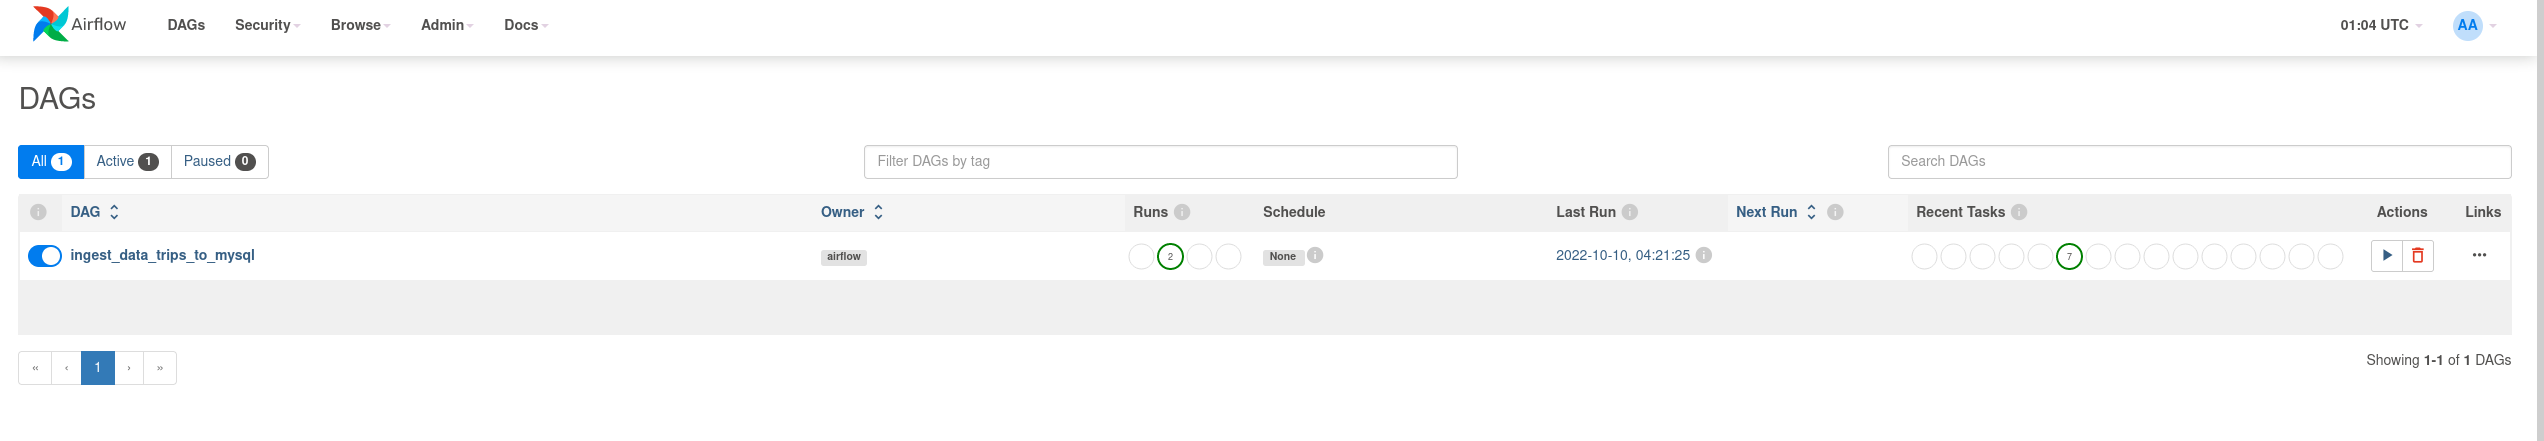 Airflow DAGs Security Browse Admin Docs 01:04 UTC AA
DAGs
All 1 Active 1 Paused 0 Filter DAGs by tag Search DAGs
DAG Owner Runs Schedule Last Run Next Run Recent Tasks Actions Links
ingest_data_trips_to_mysql airflow 2 None 2022-10-10, 04:21:25 7
« ‹ 1 › » Showing 1-1 of 1 DAGs